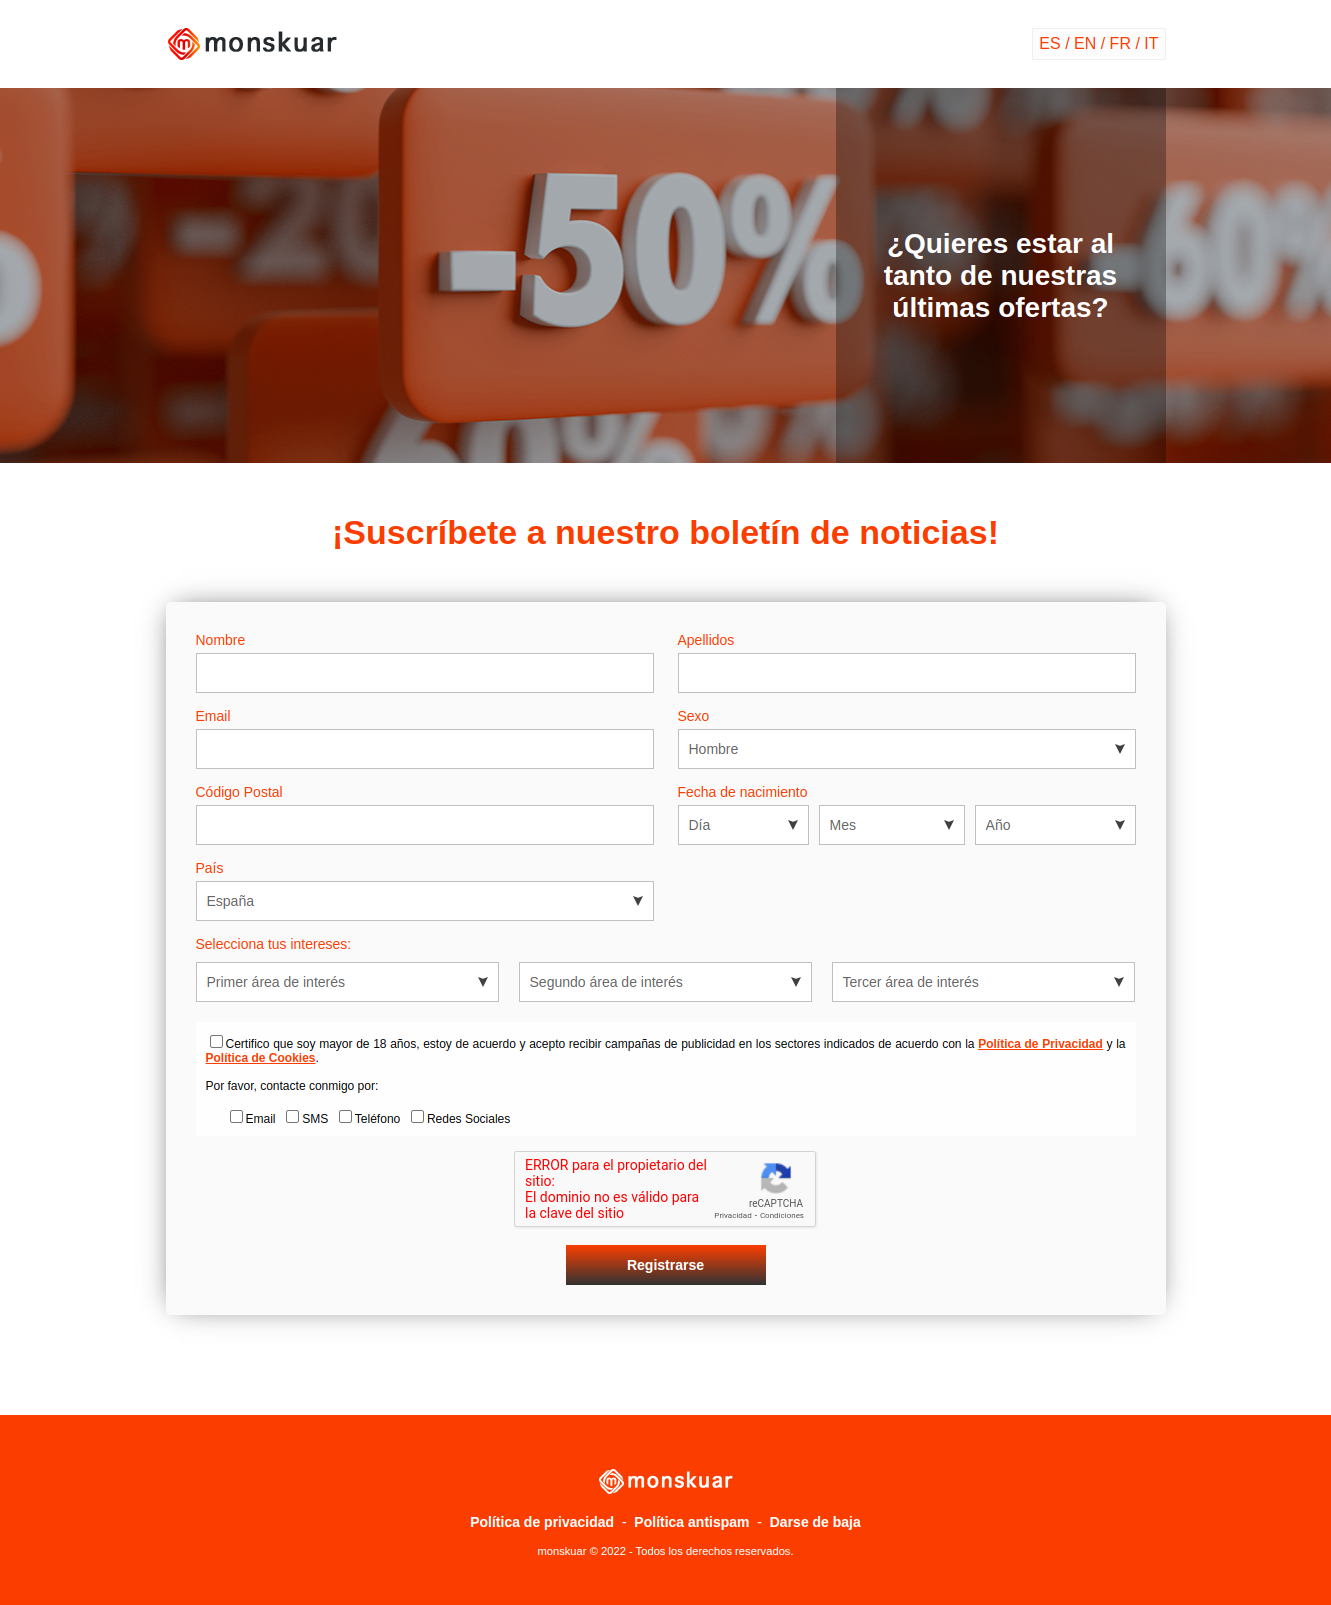 monskuar
ES / EN / FR / IT
-50%
-20
-60%
60%
¿Quieres estar al
tanto de nuestras
últimas ofertas?
¡Suscríbete a nuestro boletín de noticias!
Nombre
Apellidos
Email
Sexo
Hombre
Código Postal
Fecha de nacimiento
Día
Mes
Año
País
España
Selecciona tus intereses:
Primer área de interés
Segundo área de interés
Tercer área de interés
Certifico que soy mayor de 18 años, estoy de acuerdo y acepto recibir campañas de publicidad en los sectores indicados de acuerdo con la Política de Privacidad y la
Política de Cookies.
Por favor, contacte conmigo por:
Email SMS Teléfono Redes Sociales
ERROR para el propietario del
sitio:
El dominio no es válido para
la clave del sitio
reCAPTCHA
Privacidad - Condiciones
Registrarse
monskuar
Política de privacidad - Política antispam - Darse de baja
monskuar © 2022 - Todos los derechos reservados.